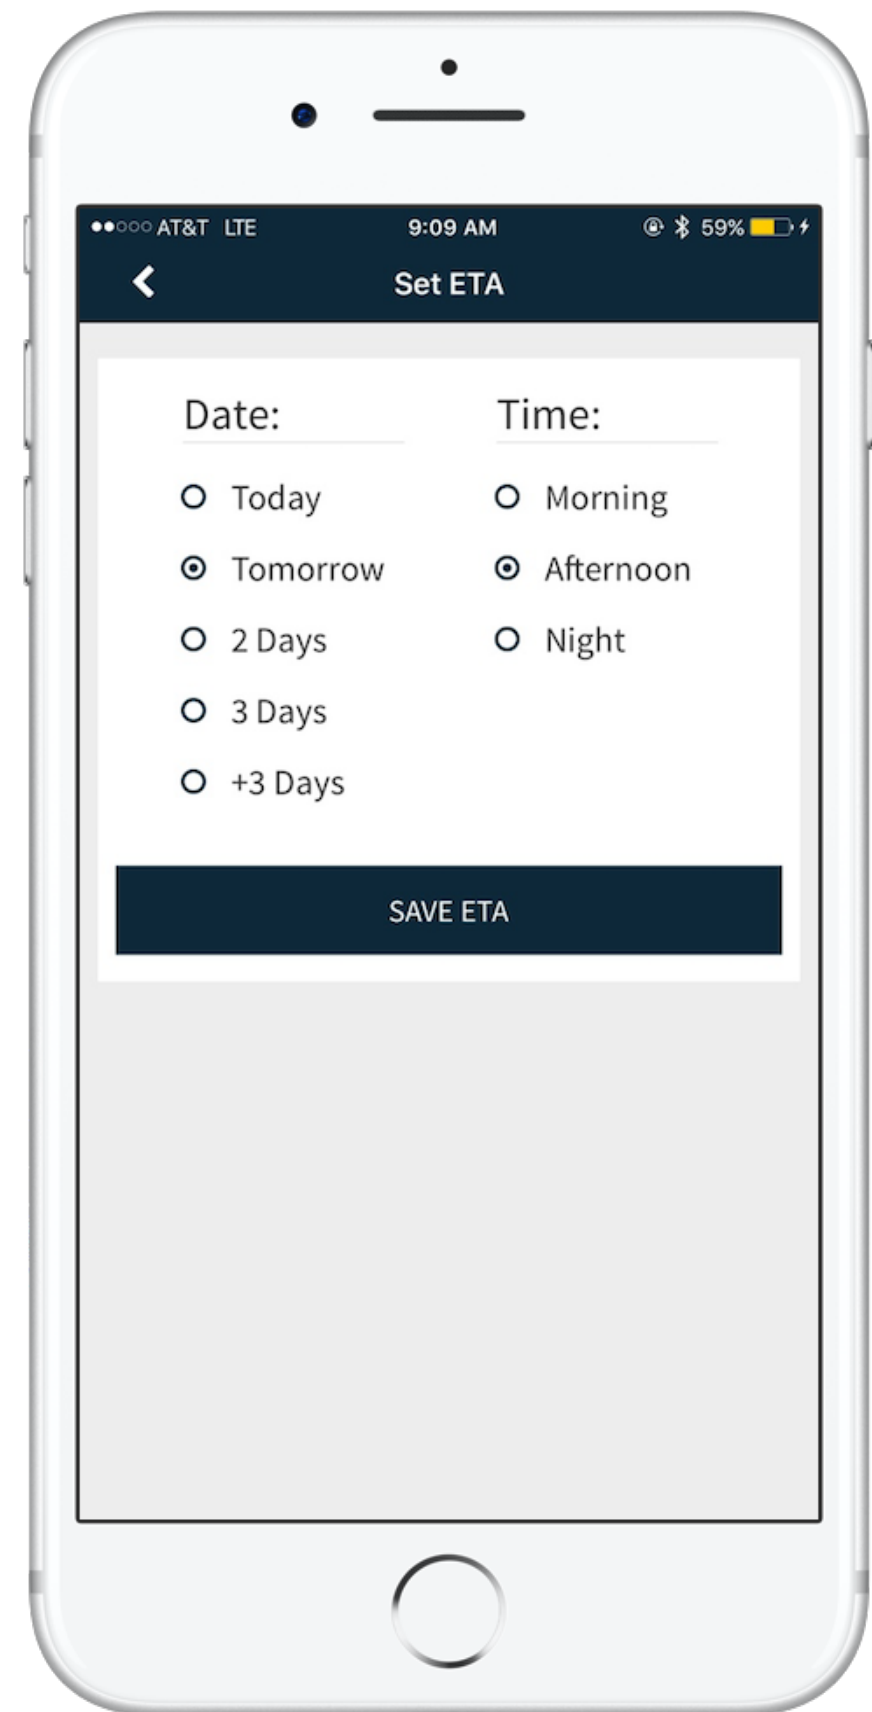 AT&T LTE 9:09 AM 59%
Set ETA
Date:
Today
Tomorrow
2 Days
3 Days
+3 Days
Time:
Morning
Afternoon
Night
SAVE ETA